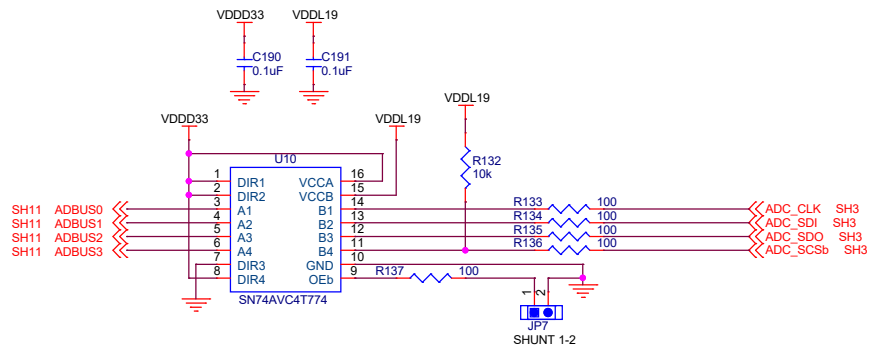 VDDD33 VDDL19
C190 C191
0.1uF 0.1uF
VDDD33 VDDL19 VDDL19
U10
R132
10k
1 DIR1 VCCA 16
2 DIR2 VCCB 15
SH11 ADBUS0 3 A1 B1 14 R133 100 ADC_CLK SH3
SH11 ADBUS1 4 A2 B2 13 R134 100 ADC_SDI SH3
SH11 ADBUS2 5 A3 B3 12 R135 100 ADC_SDO SH3
SH11 ADBUS3 6 A4 B4 11 R136 100 ADC_SCSb SH3
7 DIR3 GND 10
8 DIR4 OEb 9 R137 100
SN74AVC4T774
1 2
JP7
SHUNT 1-2